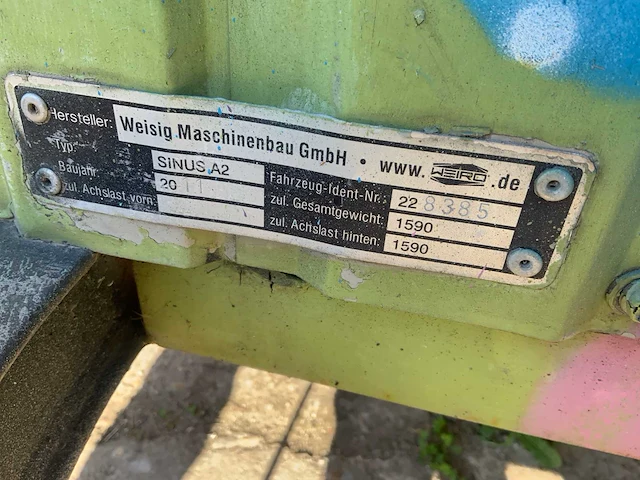 Hersteller: Weisig Maschinenbau GmbH • www. WEIRO .de
Typ: SiNUS A2 Fahrzeug-Ident-Nr.: 22 8385
Baujahr: 2011 zul. Gesamtgewicht: 1590
zul. Achslast vorn: zul. Achslast hinten: 1590